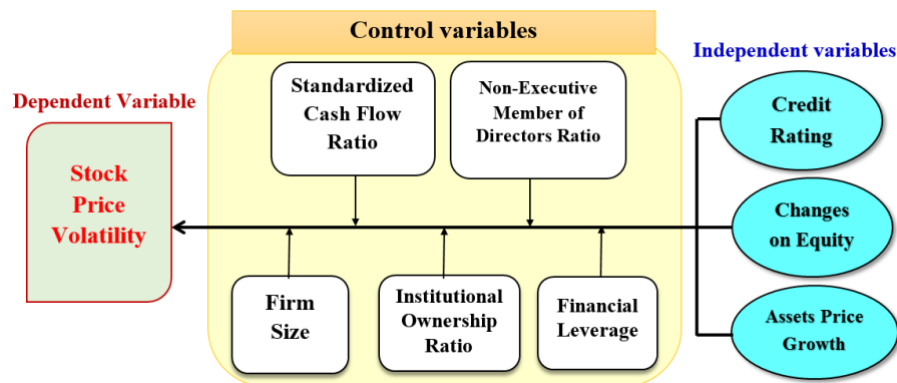 Control variables
Independent variables
Dependent Variable
Stock
Price
Volatility
Standardized
Cash Flow
Ratio
Non-Executive
Member of
Directors Ratio
Firm
Size
Institutional
Ownership
Ratio
Financial
Leverage
Credit
Rating
Changes
on Equity
Assets Price
Growth